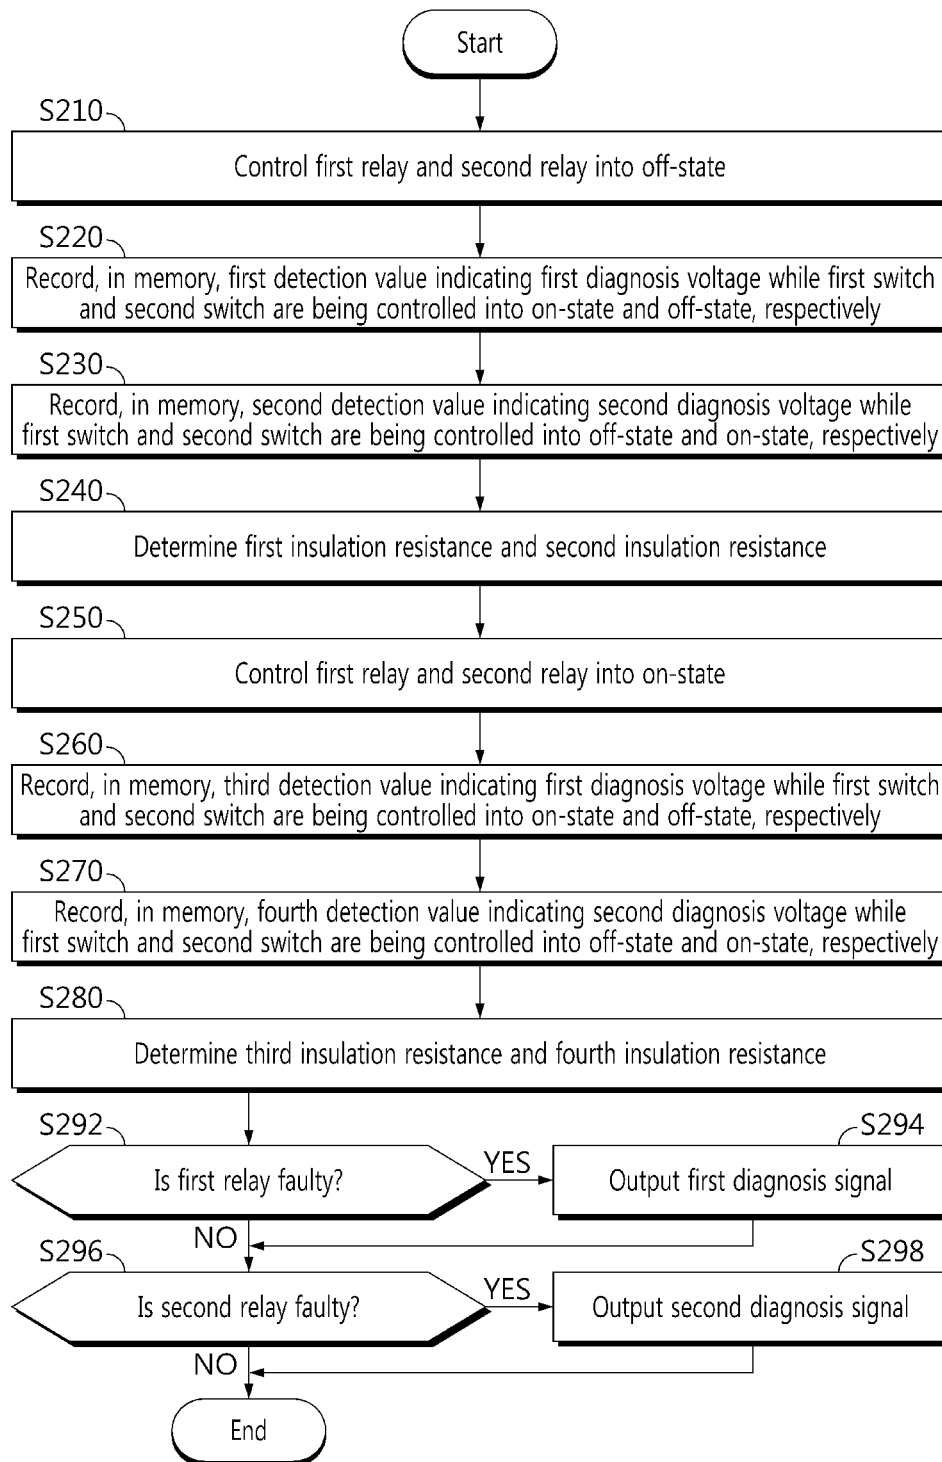 Start
S210
Control first relay and second relay into off-state
S220
Record, in memory, first detection value indicating first diagnosis voltage while first switch
and second switch are being controlled into on-state and off-state, respectively
S230
Record, in memory, second detection value indicating second diagnosis voltage while
first switch and second switch are being controlled into off-state and on-state, respectively
S240
Determine first insulation resistance and second insulation resistance
S250
Control first relay and second relay into on-state
S260
Record, in memory, third detection value indicating first diagnosis voltage while first switch
and second switch are being controlled into on-state and off-state, respectively
S270
Record, in memory, fourth detection value indicating second diagnosis voltage while
first switch and second switch are being controlled into off-state and on-state, respectively
S280
Determine third insulation resistance and fourth insulation resistance
S292
Is first relay faulty?
YES
S294
Output first diagnosis signal
NO
S296
Is second relay faulty?
YES
S298
Output second diagnosis signal
NO
End